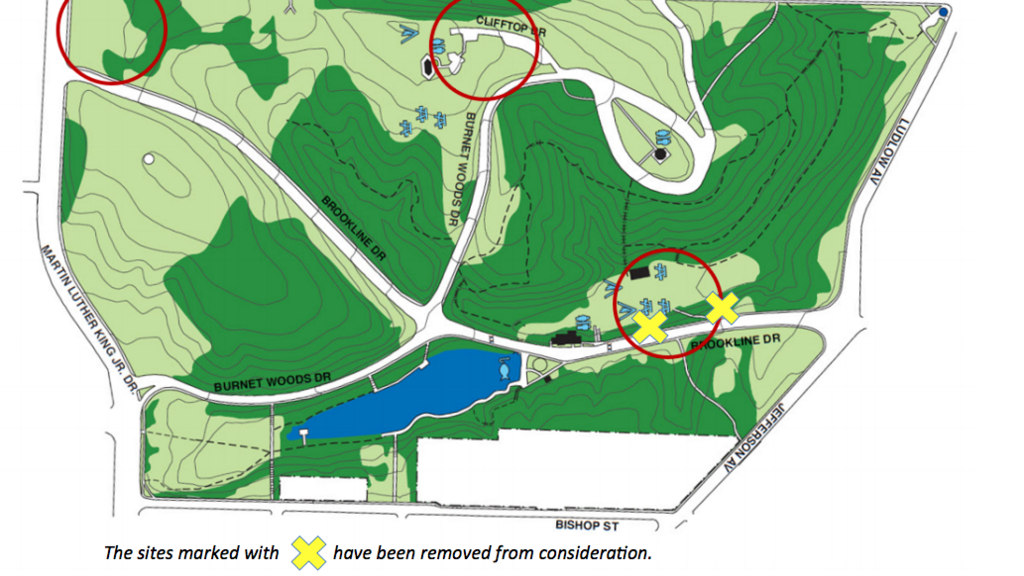 CLIFFTOP DR
BURNET WOODS DR
LUDLOW AV
BROOKLINE DR
MARTIN LUTHER KING JR. DR
BROOKLINE DR
BURNET WOODS DR
JEFFERSON AV
BISHOP ST
The sites marked with have been removed from consideration.